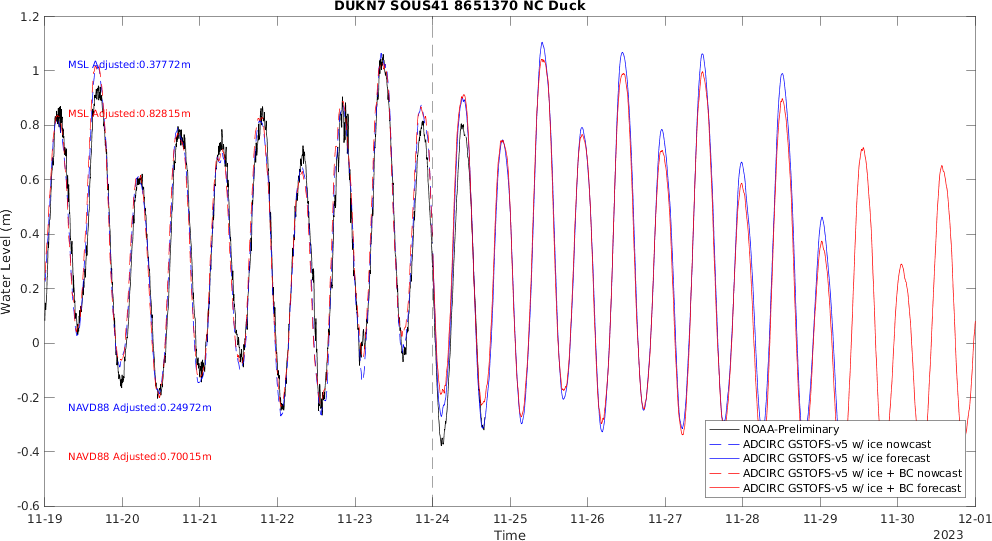 DUKN7 SOUS41 8651370 NC Duck
1.2
1
0.8
0.6
0.4
0.2
0
-0.2
-0.4
-0.6
Water Level (m)
MSL Adjusted:0.37772m
MSL Adjusted:0.82815m
NAVD88 Adjusted:0.24972m
NAVD88 Adjusted:0.70015m
NOAA-Preliminary
ADCIRC GSTOFS-v5 w/ ice nowcast
ADCIRC GSTOFS-v5 w/ ice forecast
ADCIRC GSTOFS-v5 w/ ice + BC nowcast
ADCIRC GSTOFS-v5 w/ ice + BC forecast
11-19 11-20 11-21 11-22 11-23 11-24 11-25 11-26 11-27 11-28 11-29 11-30 12-01
Time
2023